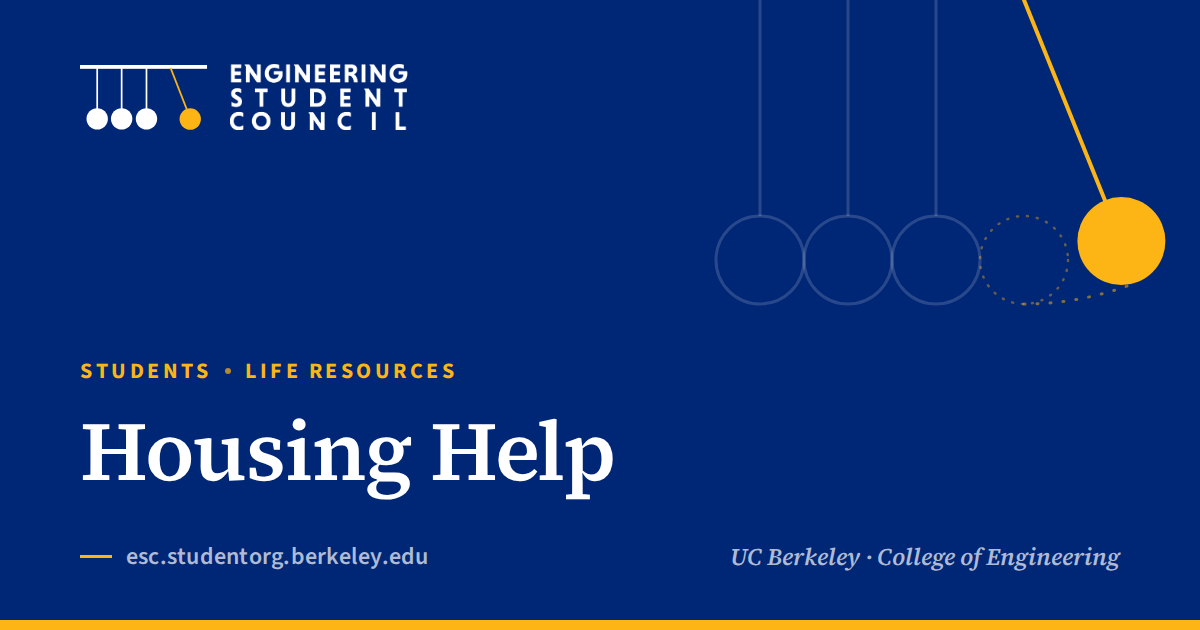 ENGINEERING
STUDENT
COUNCIL
STUDENTS • LIFE RESOURCES
Housing Help
esc.studentorg.berkeley.edu
UC Berkeley · College of Engineering